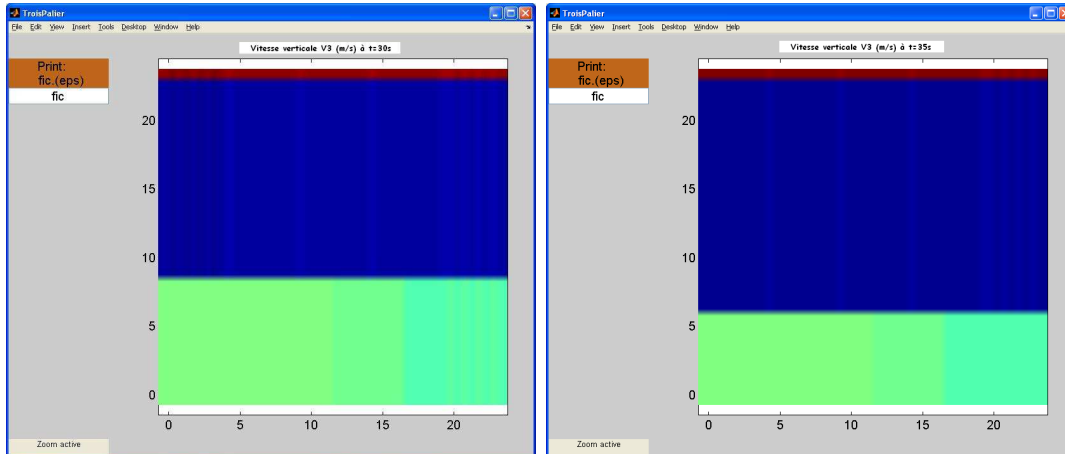 TroisPalier
File Edit View Insert Tools Desktop Window Help
Vitesse verticale V3 (m/s) à t=30s
Print:
fic.(eps)
fic
20
15
10
5
0
0 5 10 15 20
Zoom active
TroisPalier
File Edit View Insert Tools Desktop Window Help
Vitesse verticale V3 (m/s) à t=35s
Print:
fic.(eps)
fic
20
15
10
5
0
0 5 10 15 20
Zoom active